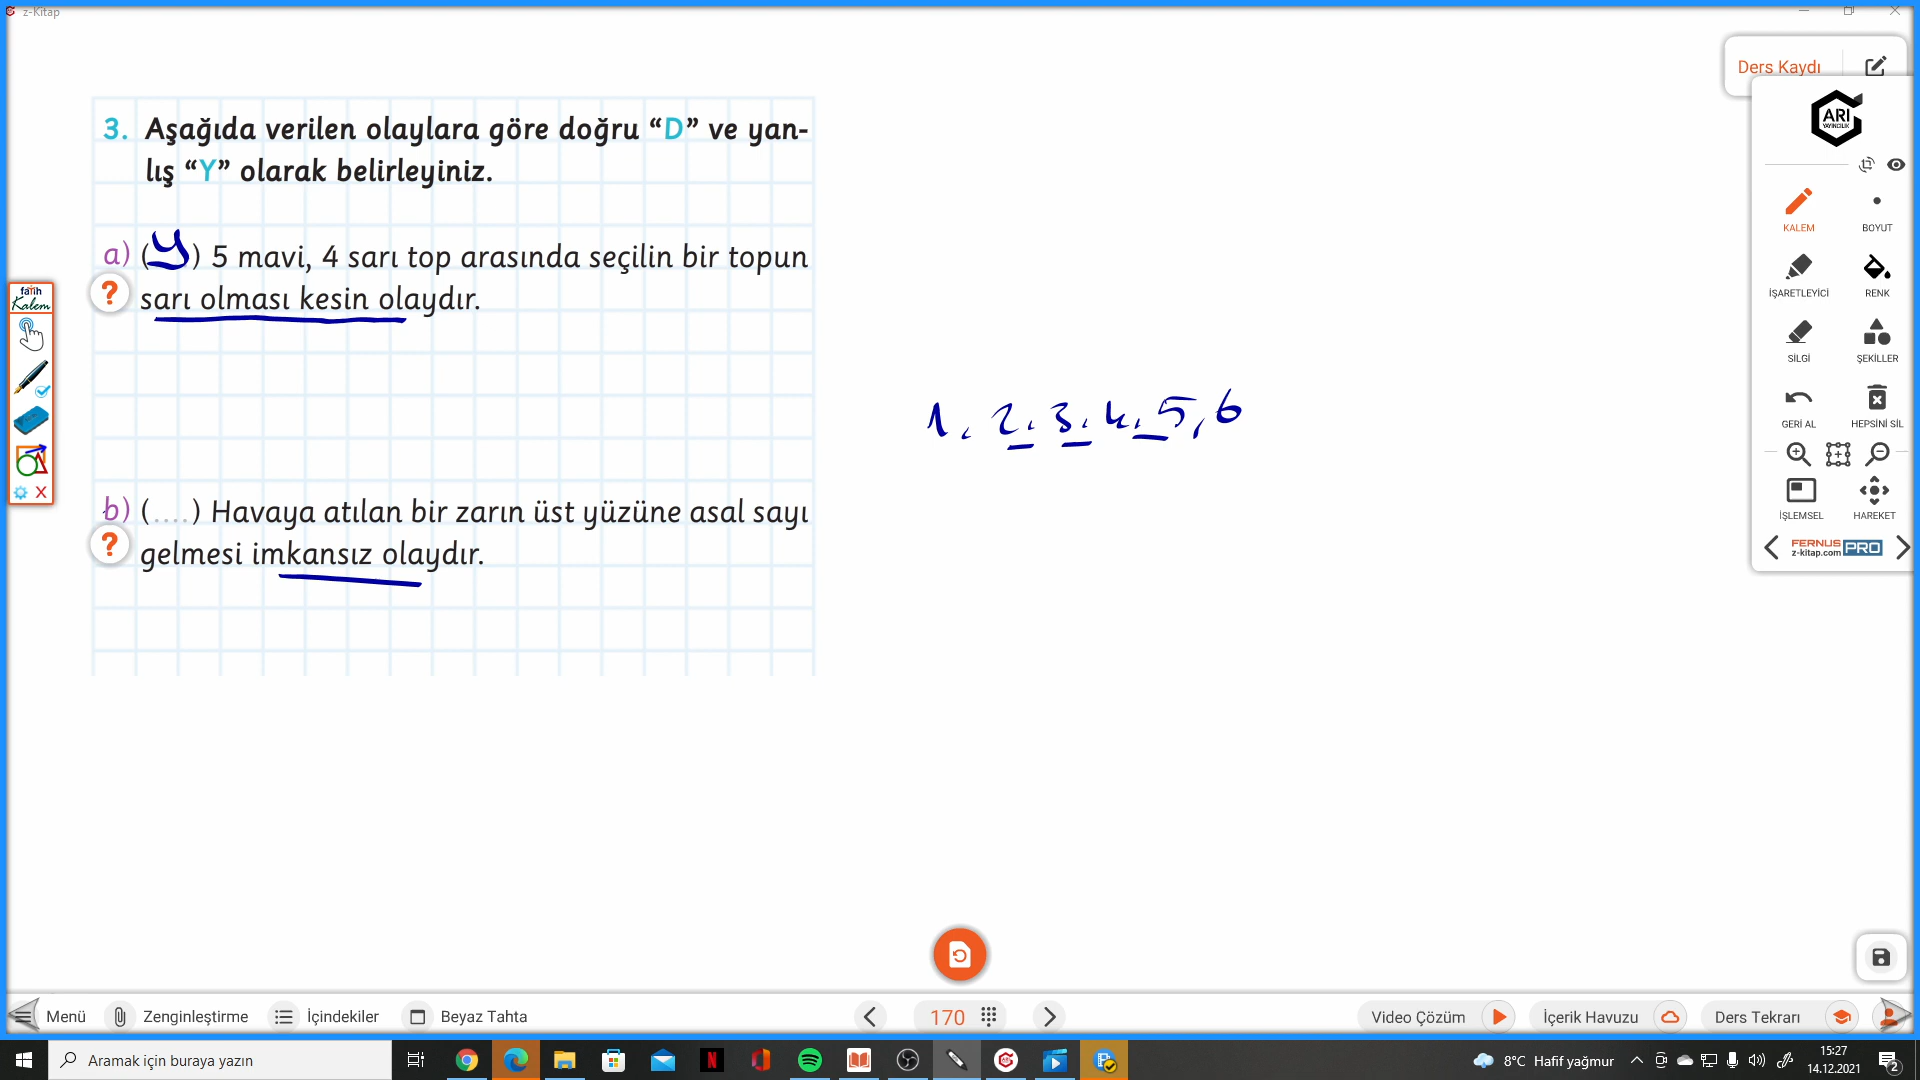 z-Kitap
Ders Kaydı
3. Aşağıda verilen olaylara göre doğru “D” ve yan-
lış “Y” olarak belirleyiniz.
a) (Y) 5 mavi, 4 sarı top arasında seçilin bir topun
sarı olması kesin olaydır.
?
1, 2, 3, 4, 5, 6
b) (....) Havaya atılan bir zarın üst yüzüne asal sayı
gelmesi imkansız olaydır.
?
fatih
Kalem
X
ARI
YAYINCILIK
KALEM
BOYUT
İŞARETLEYİCİ
RENK
SİLGİ
ŞEKİLLER
GERİ AL
HEPSİNİ SİL
İŞLEMSEL
HAREKET
FERNUS
z-kitap.com PRO
Menü
Zenginleştirme
İçindekiler
Beyaz Tahta
170
Video Çözüm
İçerik Havuzu
Ders Tekrarı
Aramak için buraya yazın
8°C Hafif yağmur
15:27
14.12.2021
2